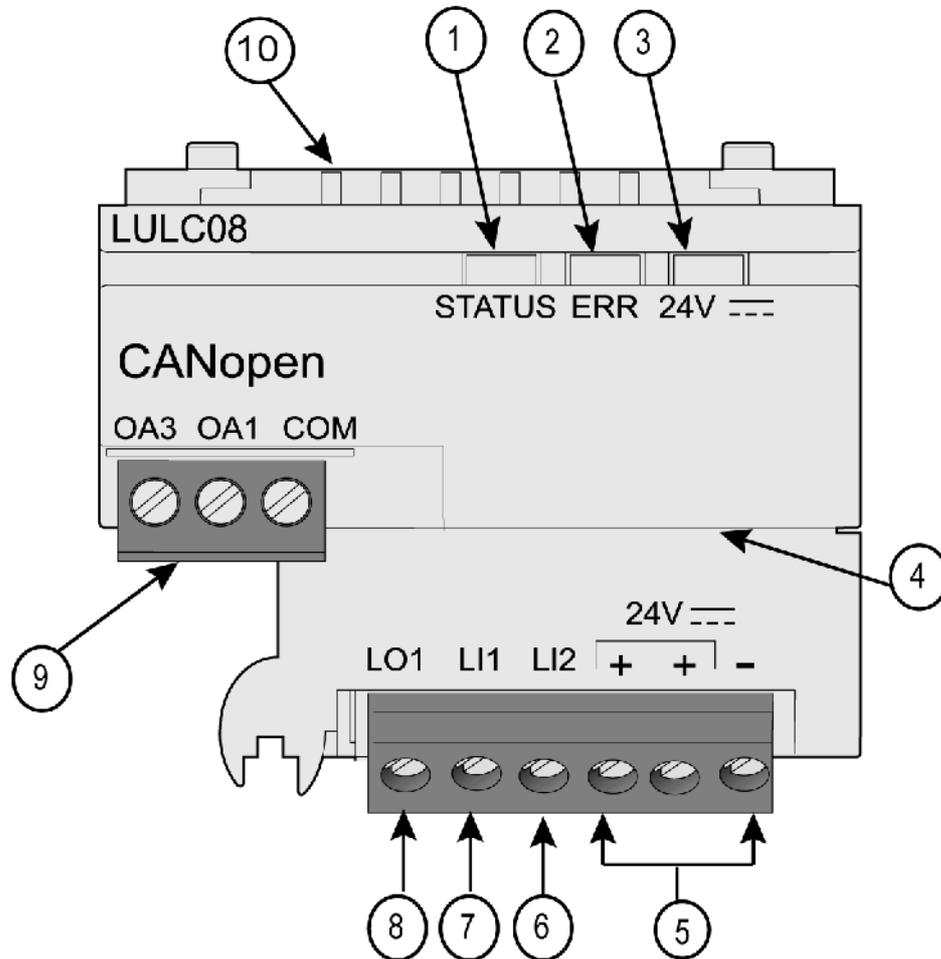 10 1 2 3
LULC08
STATUS ERR 24V
CANopen
OA3 OA1 COM
4
24V
9
LO1 LI1 LI2 + + -
8 7 6 5